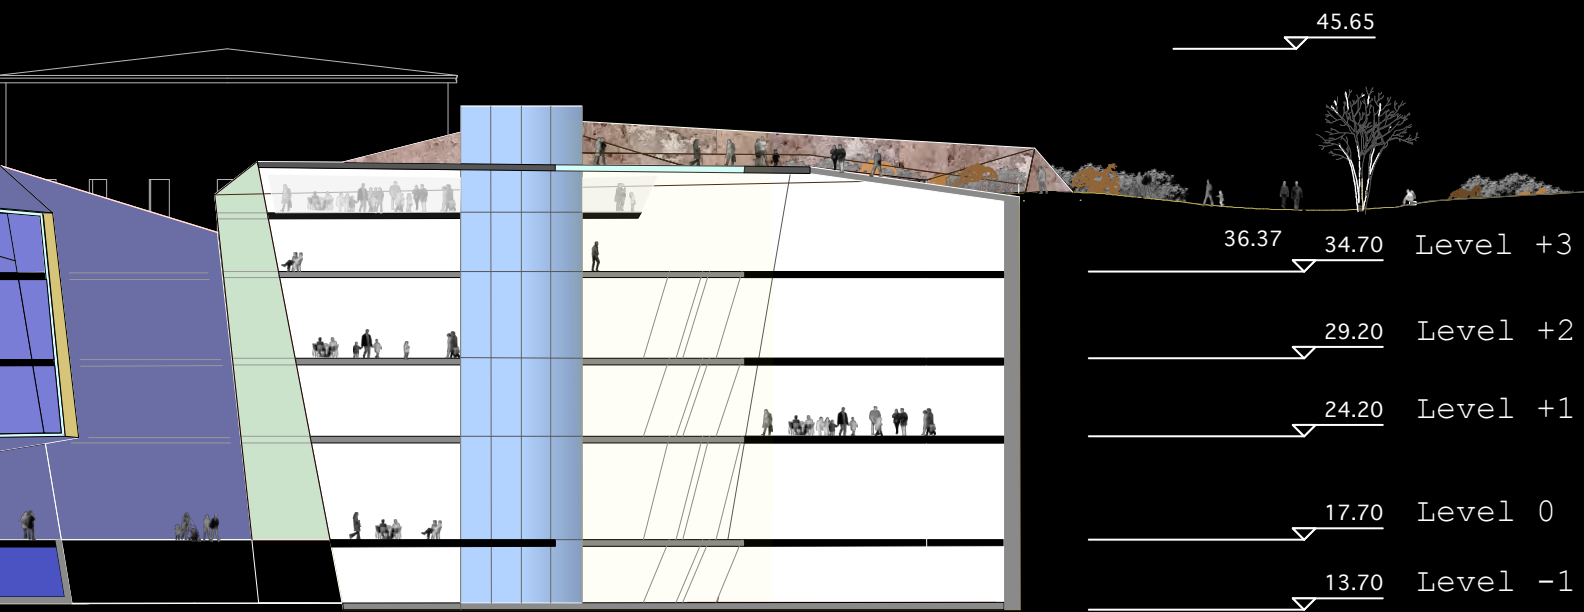 45.65
36.37 34.70 Level +3
29.20 Level +2
24.20 Level +1
17.70 Level 0
13.70 Level -1